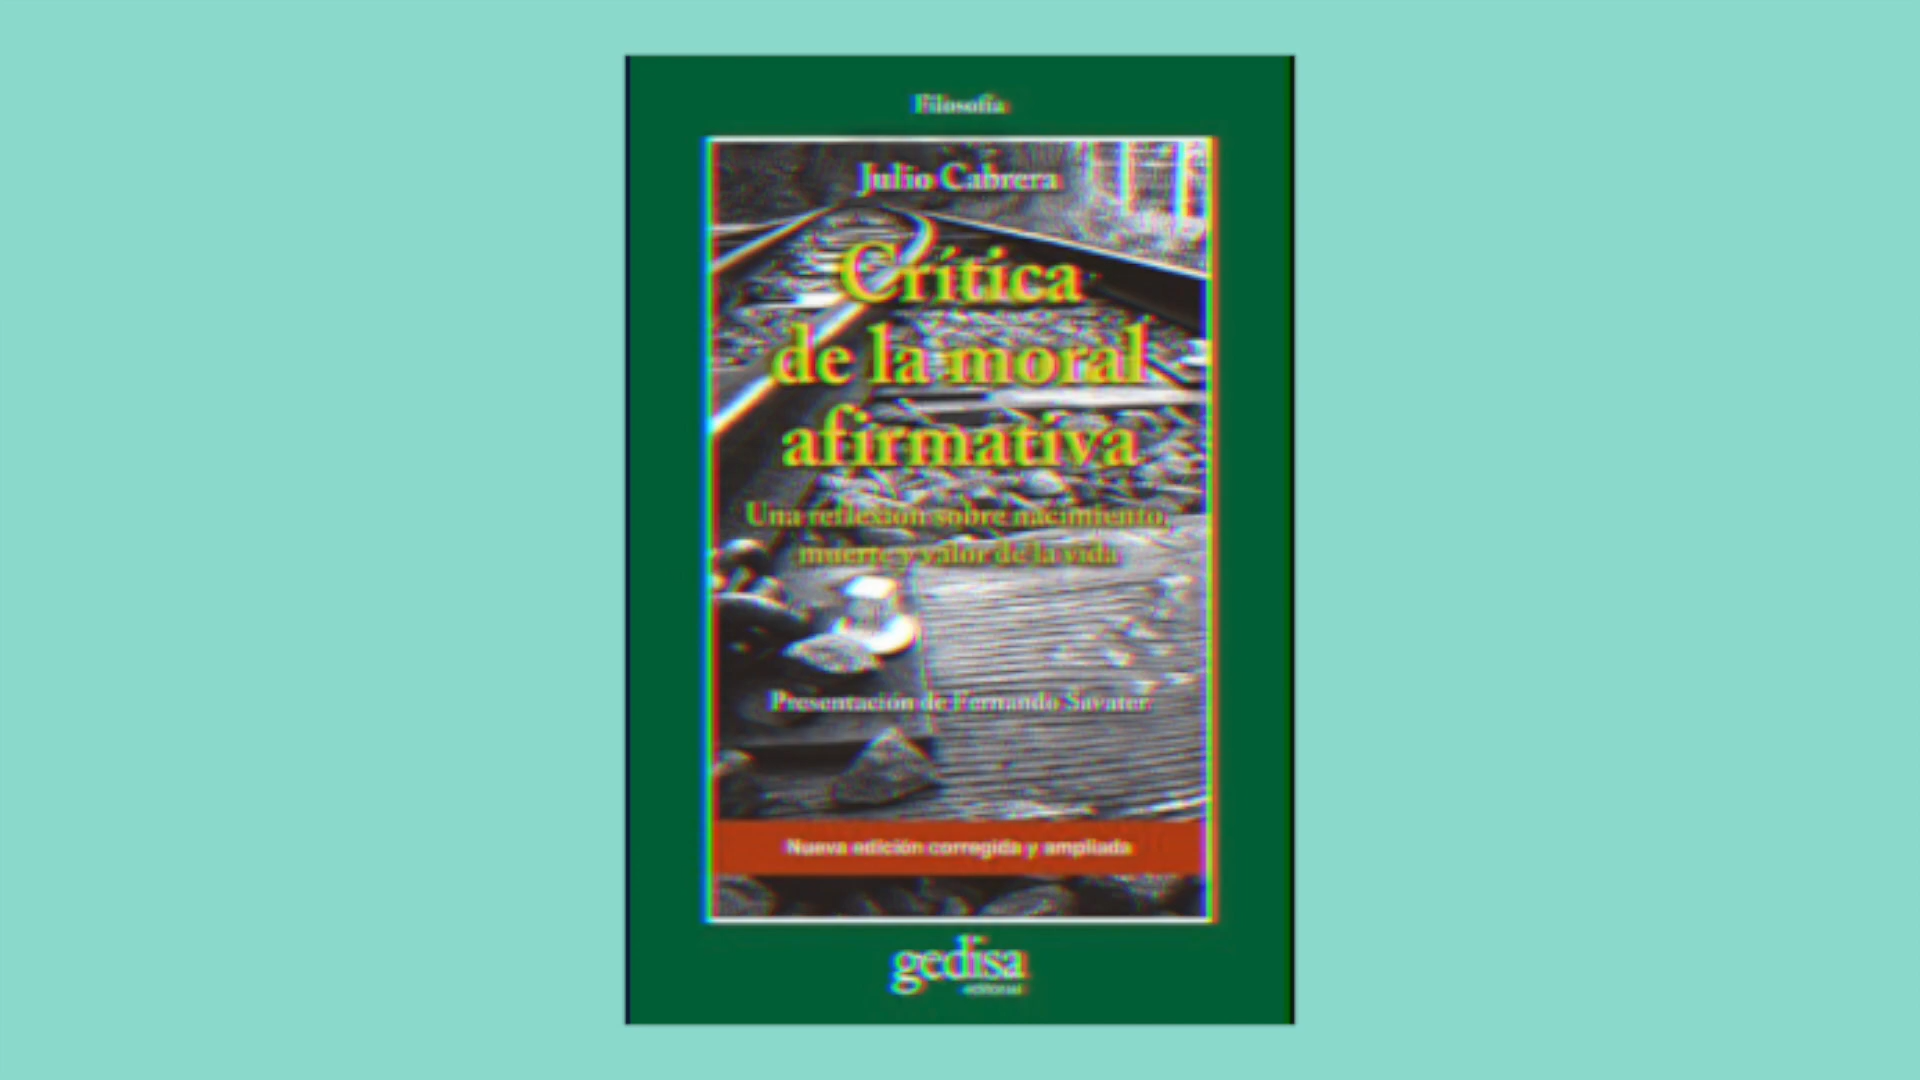 Filosofía
Julio Cabrera
Crítica
de la moral
afirmativa
Una reflexión sobre nacimiento,
muerte y valor de la vida
Presentación de Fernando Savater
Nueva edición corregida y ampliada
gedisa
editorial